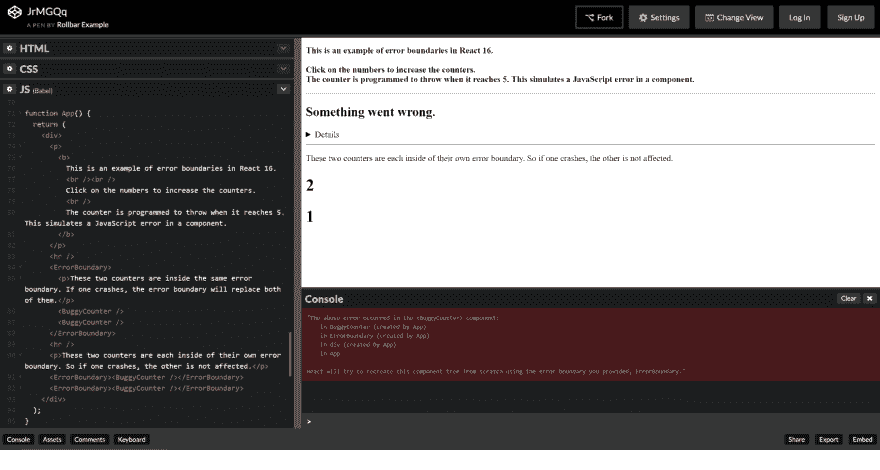 JrMGQq
A PEN BY Rollbar Example
Fork
Settings
Change View
Log In
Sign Up
HTML
CSS
JS (Babel)
function App() {
return (
<div>
<p>
<b>
This is an example of error boundaries in React 16.
<br /><br />
Click on the numbers to increase the counters.
<br />
The counter is programmed to throw when it reaches 5.
This simulates a JavaScript error in a component.
</b>
</p>
<hr />
<ErrorBoundary>
<p>These two counters are inside the same error
boundary. If one crashes, the error boundary will replace both
of them.</p>
<BuggyCounter />
<BuggyCounter />
</ErrorBoundary>
<hr />
<p>These two counters are each inside of their own error
boundary. So if one crashes, the other is not affected.</p>
<ErrorBoundary><BuggyCounter /></ErrorBoundary>
<ErrorBoundary><BuggyCounter /></ErrorBoundary>
</div>
);
}
This is an example of error boundaries in React 16.
Click on the numbers to increase the counters.
The counter is programmed to throw when it reaches 5. This simulates a JavaScript error in a component.
Something went wrong.
Details
These two counters are each inside of their own error boundary. So if one crashes, the other is not affected.
2
1
Console
Clear
"The above error occurred in the <BuggyCounter> component:
in BuggyCounter (created by App)
in ErrorBoundary (created by App)
in div (created by App)
in App
React will try to recreate this component tree from scratch using the error boundary you provided, ErrorBoundary."
>
Console
Assets
Comments
Keyboard
Share
Export
Embed